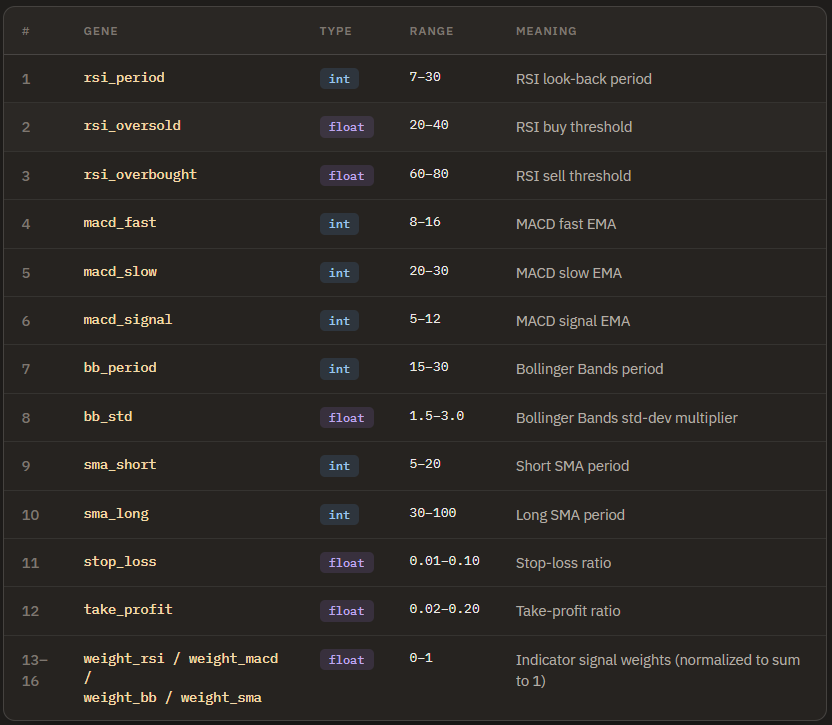 # GENE TYPE RANGE MEANING
1 rsi_period int 7–30 RSI look-back period
2 rsi_oversold float 20–40 RSI buy threshold
3 rsi_overbought float 60–80 RSI sell threshold
4 macd_fast int 8–16 MACD fast EMA
5 macd_slow int 20–30 MACD slow EMA
6 macd_signal int 5–12 MACD signal EMA
7 bb_period int 15–30 Bollinger Bands period
8 bb_std float 1.5–3.0 Bollinger Bands std-dev multiplier
9 sma_short int 5–20 Short SMA period
10 sma_long int 30–100 Long SMA period
11 stop_loss float 0.01–0.10 Stop-loss ratio
12 take_profit float 0.02–0.20 Take-profit ratio
13– weight_rsi / weight_macd float 0–1 Indicator signal weights (normalized to sum
16 / to 1)
weight_bb / weight_sma